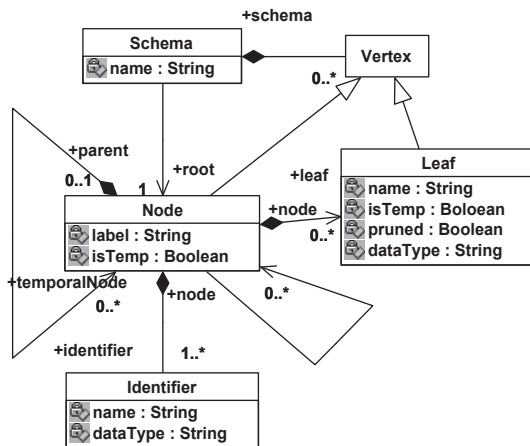 +schema
Schema
name : String
Vertex
0..*
+parent
0..1
+root
1
+leaf
Leaf
name : String
isTemp : Boloean
pruned : Boolean
dataType : String
Node
label : String
isTemp : Boolean
+node
0..*
+temporalNode
0..*
+node
0..*
+identifier
1..*
Identifier
name : String
dataType : String